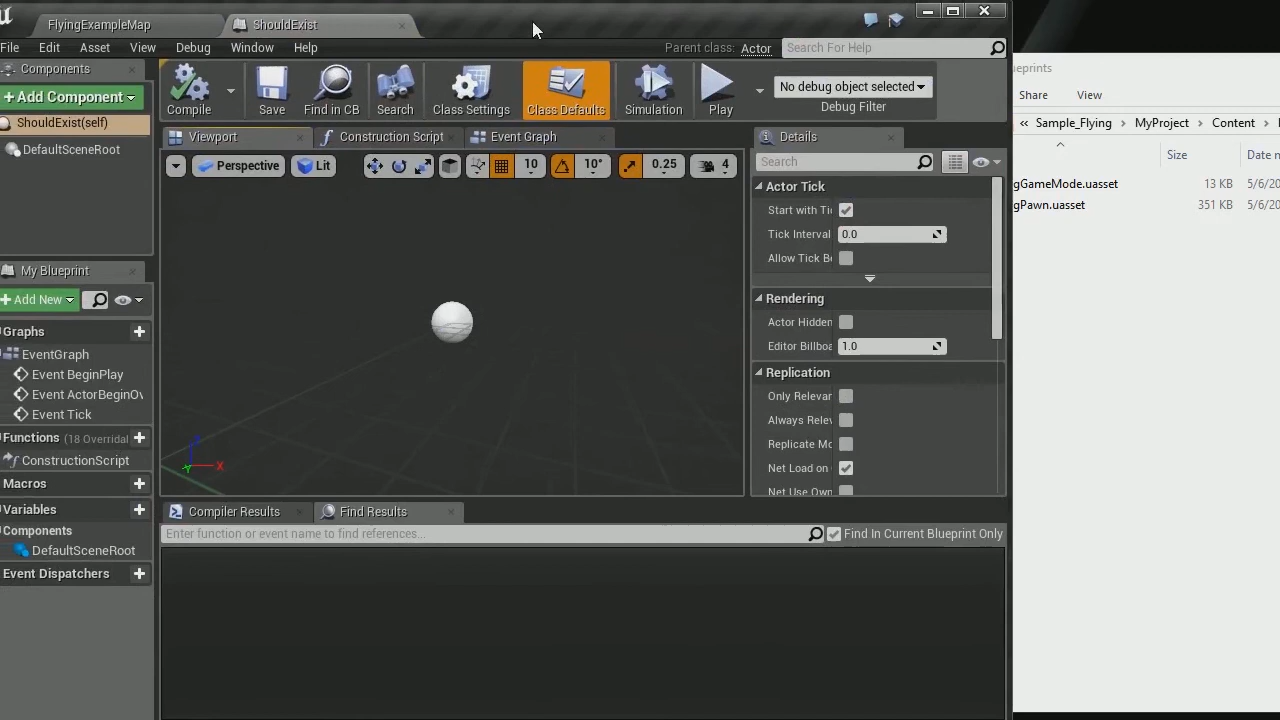 FlyingExampleMap
ShouldExist
File Edit Asset View Debug Window Help
Parent class: Actor
Search For Help
Components
+ Add Component
ShouldExist(self)
DefaultSceneRoot
Compile
Save
Find in CB
Search
Class Settings
Class Defaults
Simulation
Play
No debug object selected
Debug Filter
Viewport
Construction Script
Event Graph
Perspective
Lit
10
10°
0.25
4
My Blueprint
+ Add New
Graphs
EventGraph
Event BeginPlay
Event ActorBeginOv
Event Tick
Functions (18 Overridal
ConstructionScript
Macros
Variables
Components
DefaultSceneRoot
Event Dispatchers
Details
Search
Actor Tick
Start with Tic
Tick Interval 0.0
Allow Tick Be
Rendering
Actor Hidden
Editor Billboa 1.0
Replication
Only Relevar
Always Relev
Replicate Mo
Net Load on
Net Use Own
Compiler Results
Find Results
Enter function or event name to find references...
Find In Current Blueprint Only
eprints
Share View
« Sample_Flying > MyProject > Content >
Size Date m
gGameMode.uasset 13 KB 5/6/20
gPawn.uasset 351 KB 5/6/20